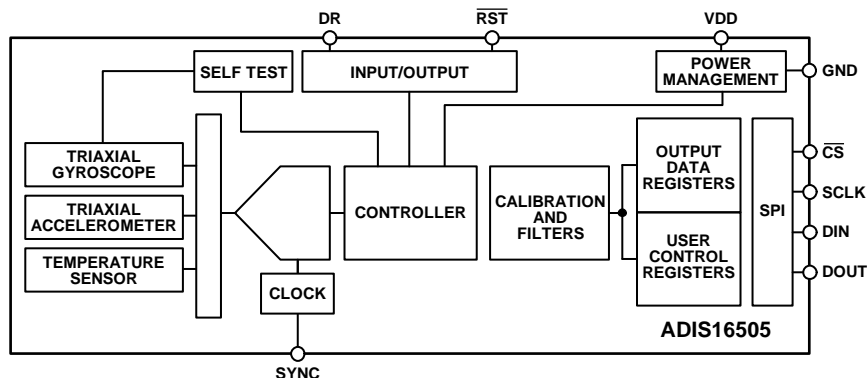 DR
RST
VDD
SELF TEST
INPUT/OUTPUT
POWER
MANAGEMENT
GND
TRIAXIAL
GYROSCOPE
TRIAXIAL
ACCELEROMETER
TEMPERATURE
SENSOR
CONTROLLER
CLOCK
CALIBRATION
AND
FILTERS
OUTPUT
DATA
REGISTERS
USER
CONTROL
REGISTERS
SPI
CS
SCLK
DIN
DOUT
ADIS16505
SYNC